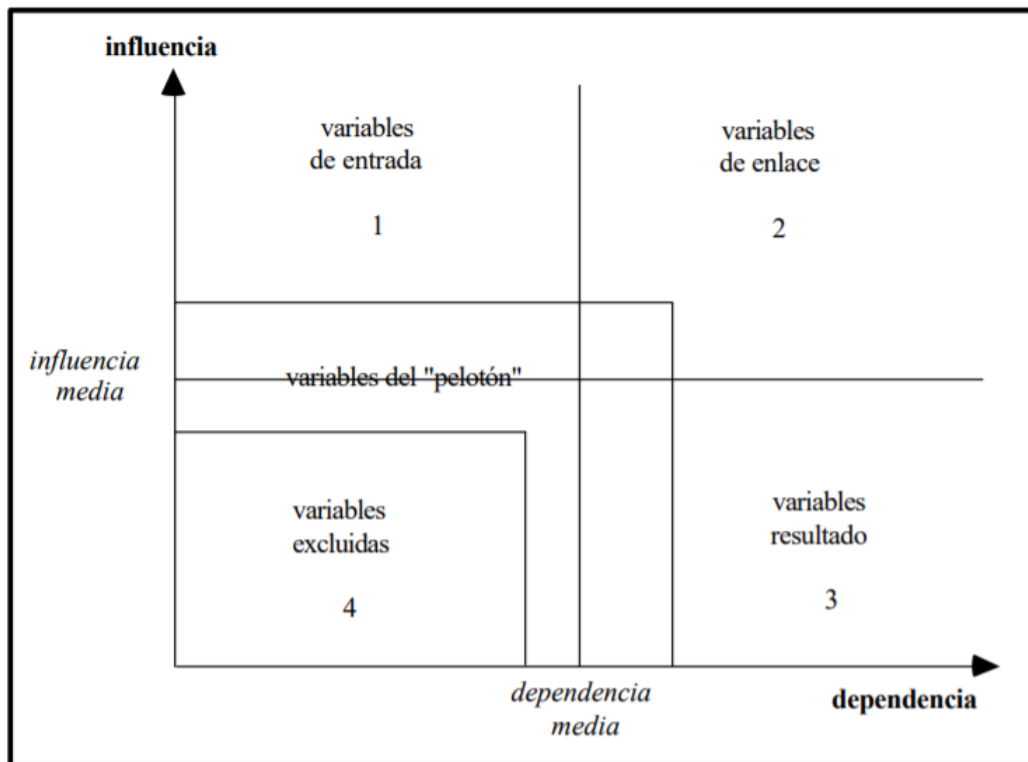 influencia
variables
de entrada
1
variables
de enlace
2
influencia
media
variables del "pelotón"
variables
excluidas
4
variables
resultado
3
dependencia
media
dependencia